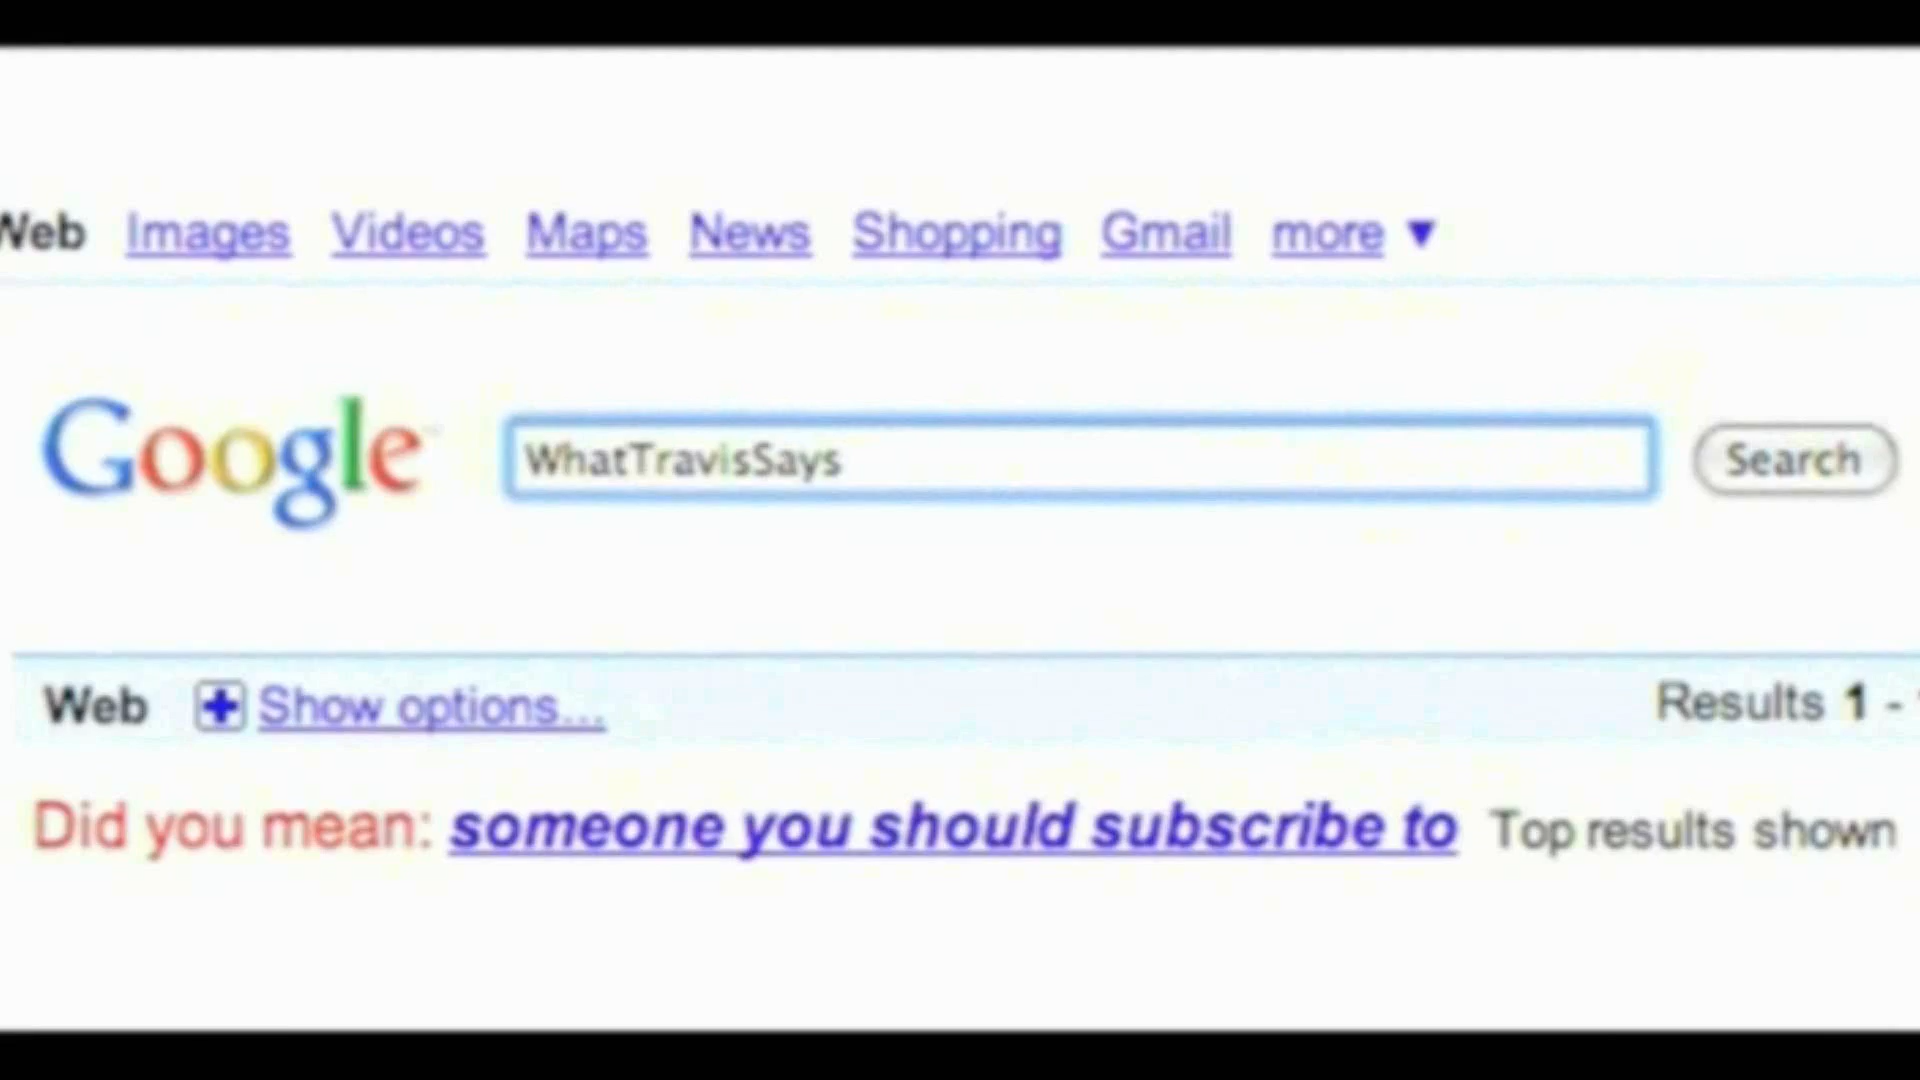 Web Images Videos Maps News Shopping Gmail more ▼
Google WhatTravisSays Search
Web Show options... Results 1 -
Did you mean: someone you should subscribe to Top results shown